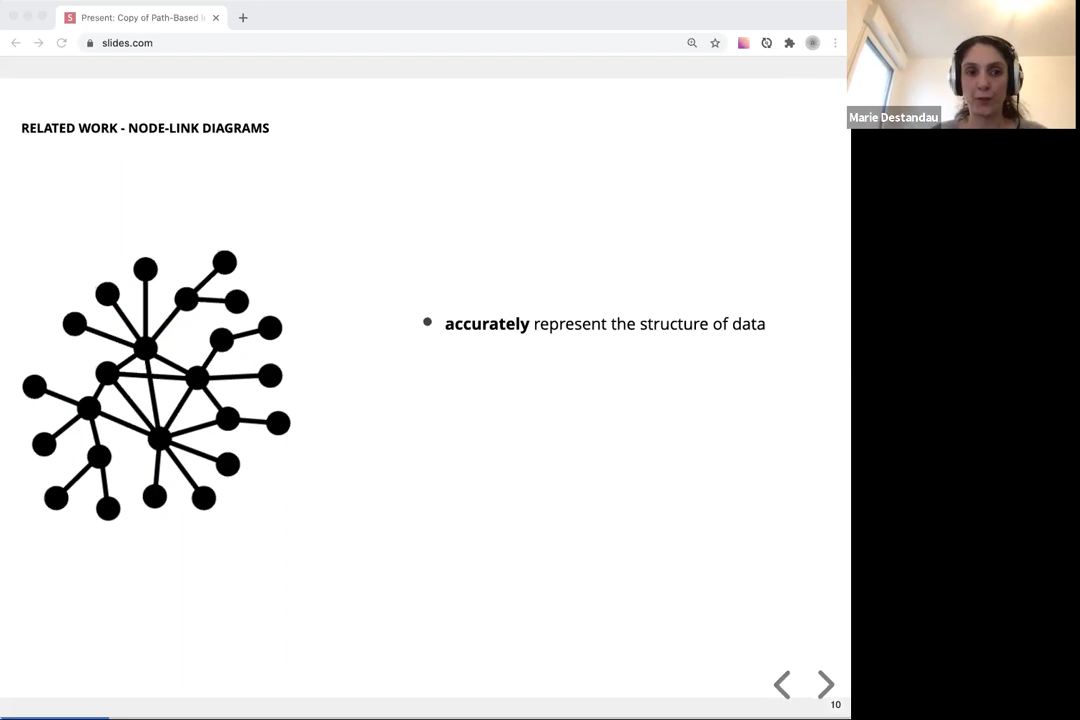 Present: Copy of Path-Based I
slides.com
Marie Destandau
RELATED WORK - NODE-LINK DIAGRAMS
accurately represent the structure of data
10